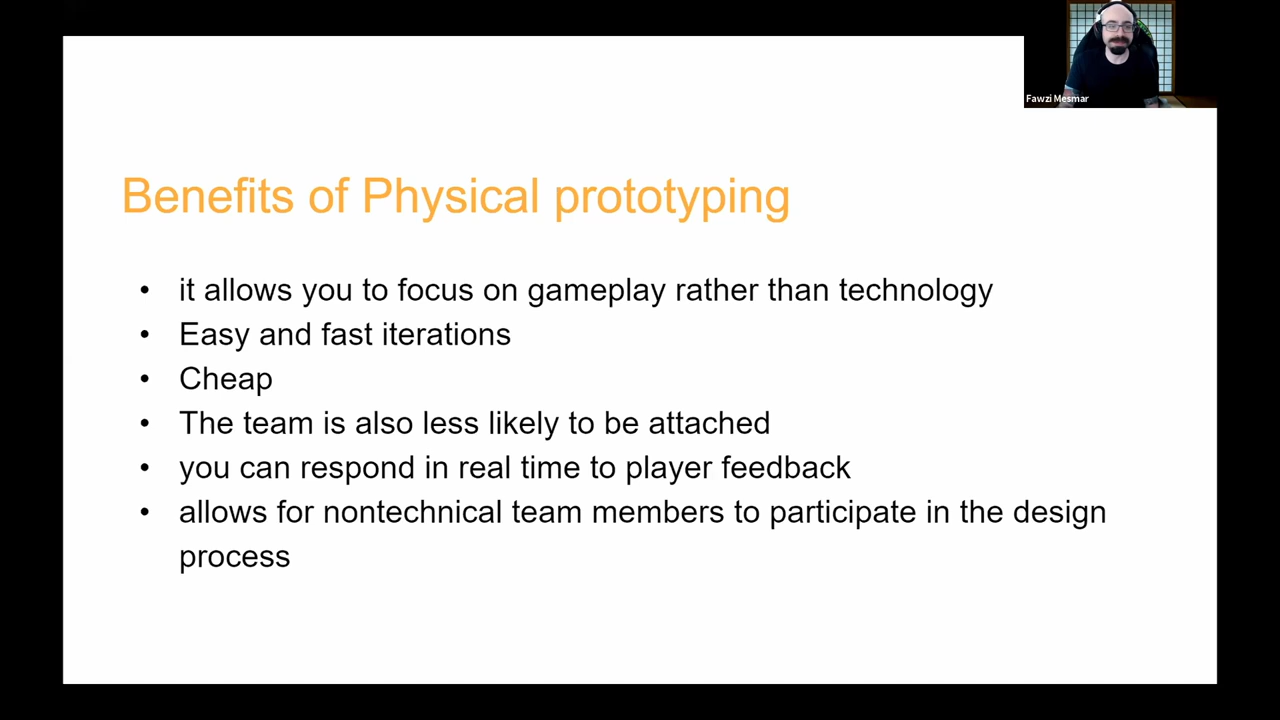 Fawzi Mesmar
Benefits of Physical prototyping
• it allows you to focus on gameplay rather than technology
• Easy and fast iterations
• Cheap
• The team is also less likely to be attached
• you can respond in real time to player feedback
• allows for nontechnical team members to participate in the design
process